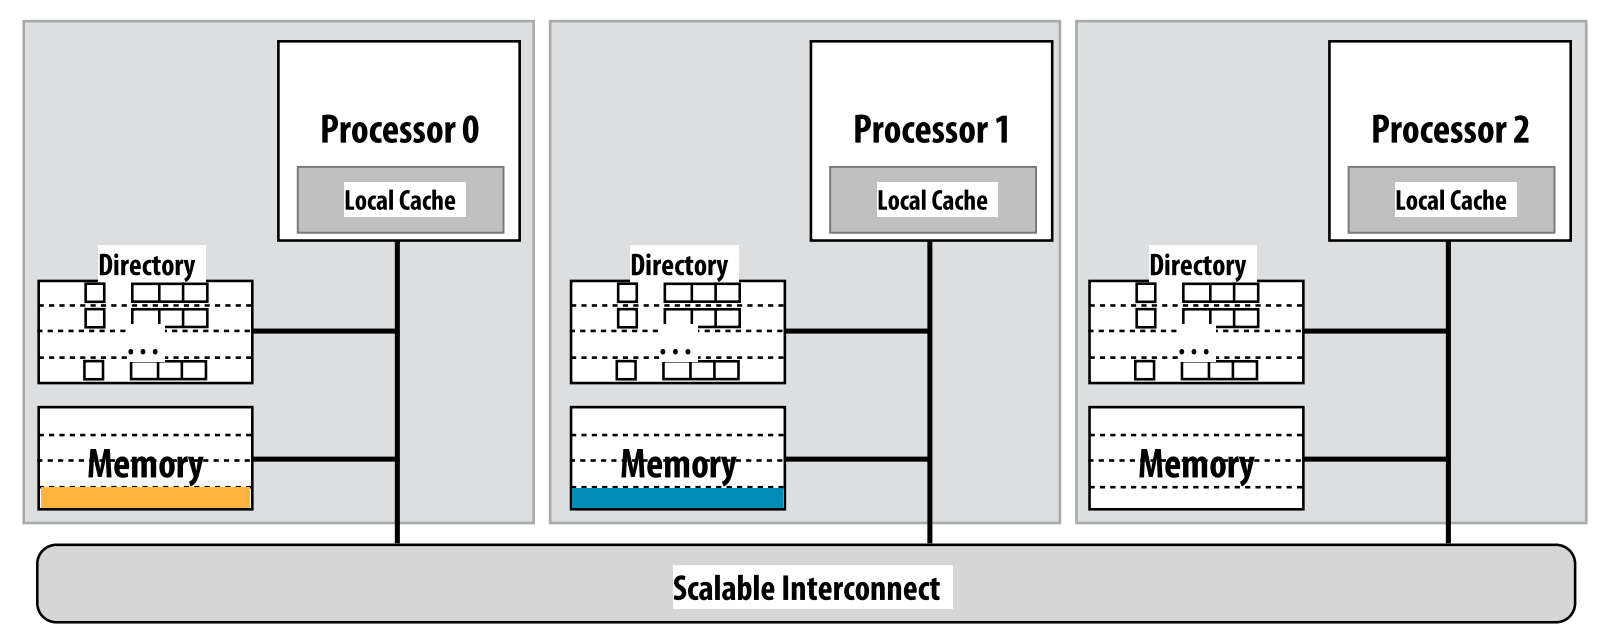 Processor 0
Processor 1
Processor 2
Local Cache
Local Cache
Local Cache
Directory
Directory
Directory
...
...
...
Memory
Memory
Memory
Scalable Interconnect